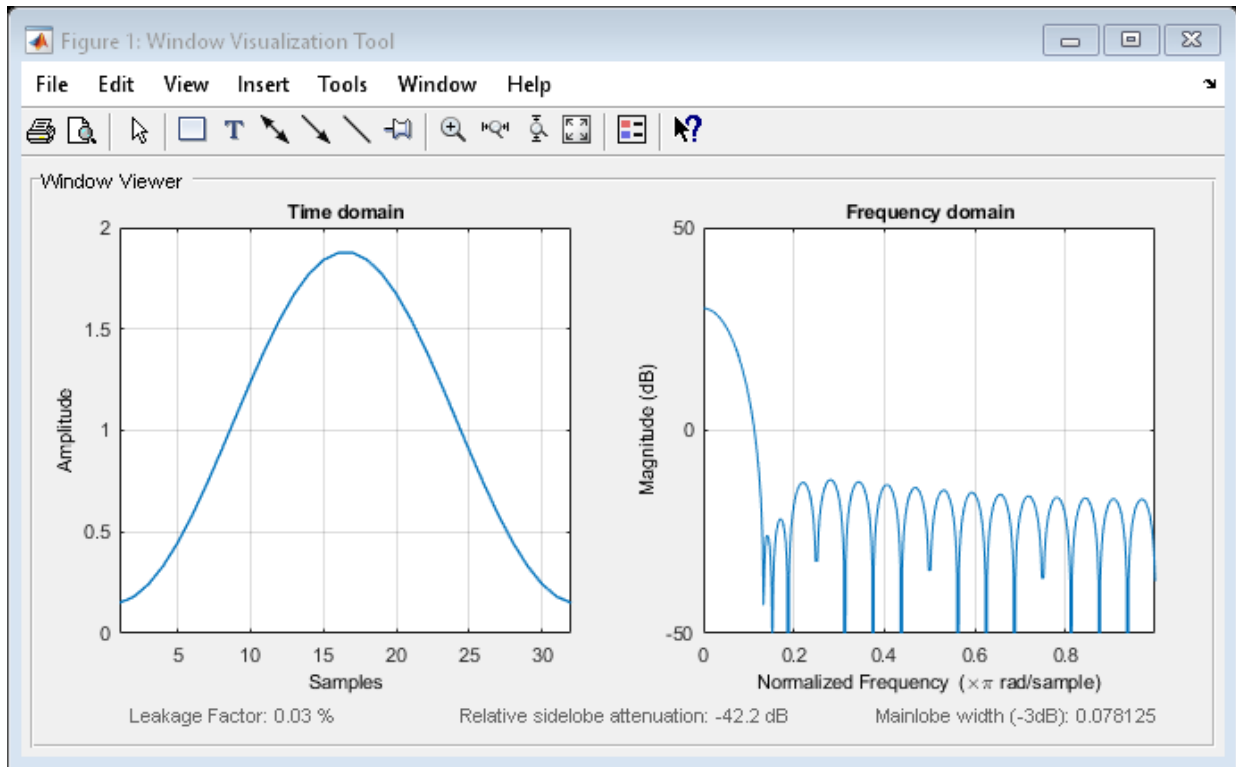 Figure 1: Window Visualization Tool
File Edit View Insert Tools Window Help
T
?
Window Viewer
Time domain
2
1.5
1
0.5
0
Amplitude
5 10 15 20 25 30
Samples
Frequency domain
50
0
-50
Magnitude (dB)
0 0.2 0.4 0.6 0.8
Normalized Frequency (×π rad/sample)
Leakage Factor: 0.03 % Relative sidelobe attenuation: -42.2 dB Mainlobe width (-3dB): 0.078125